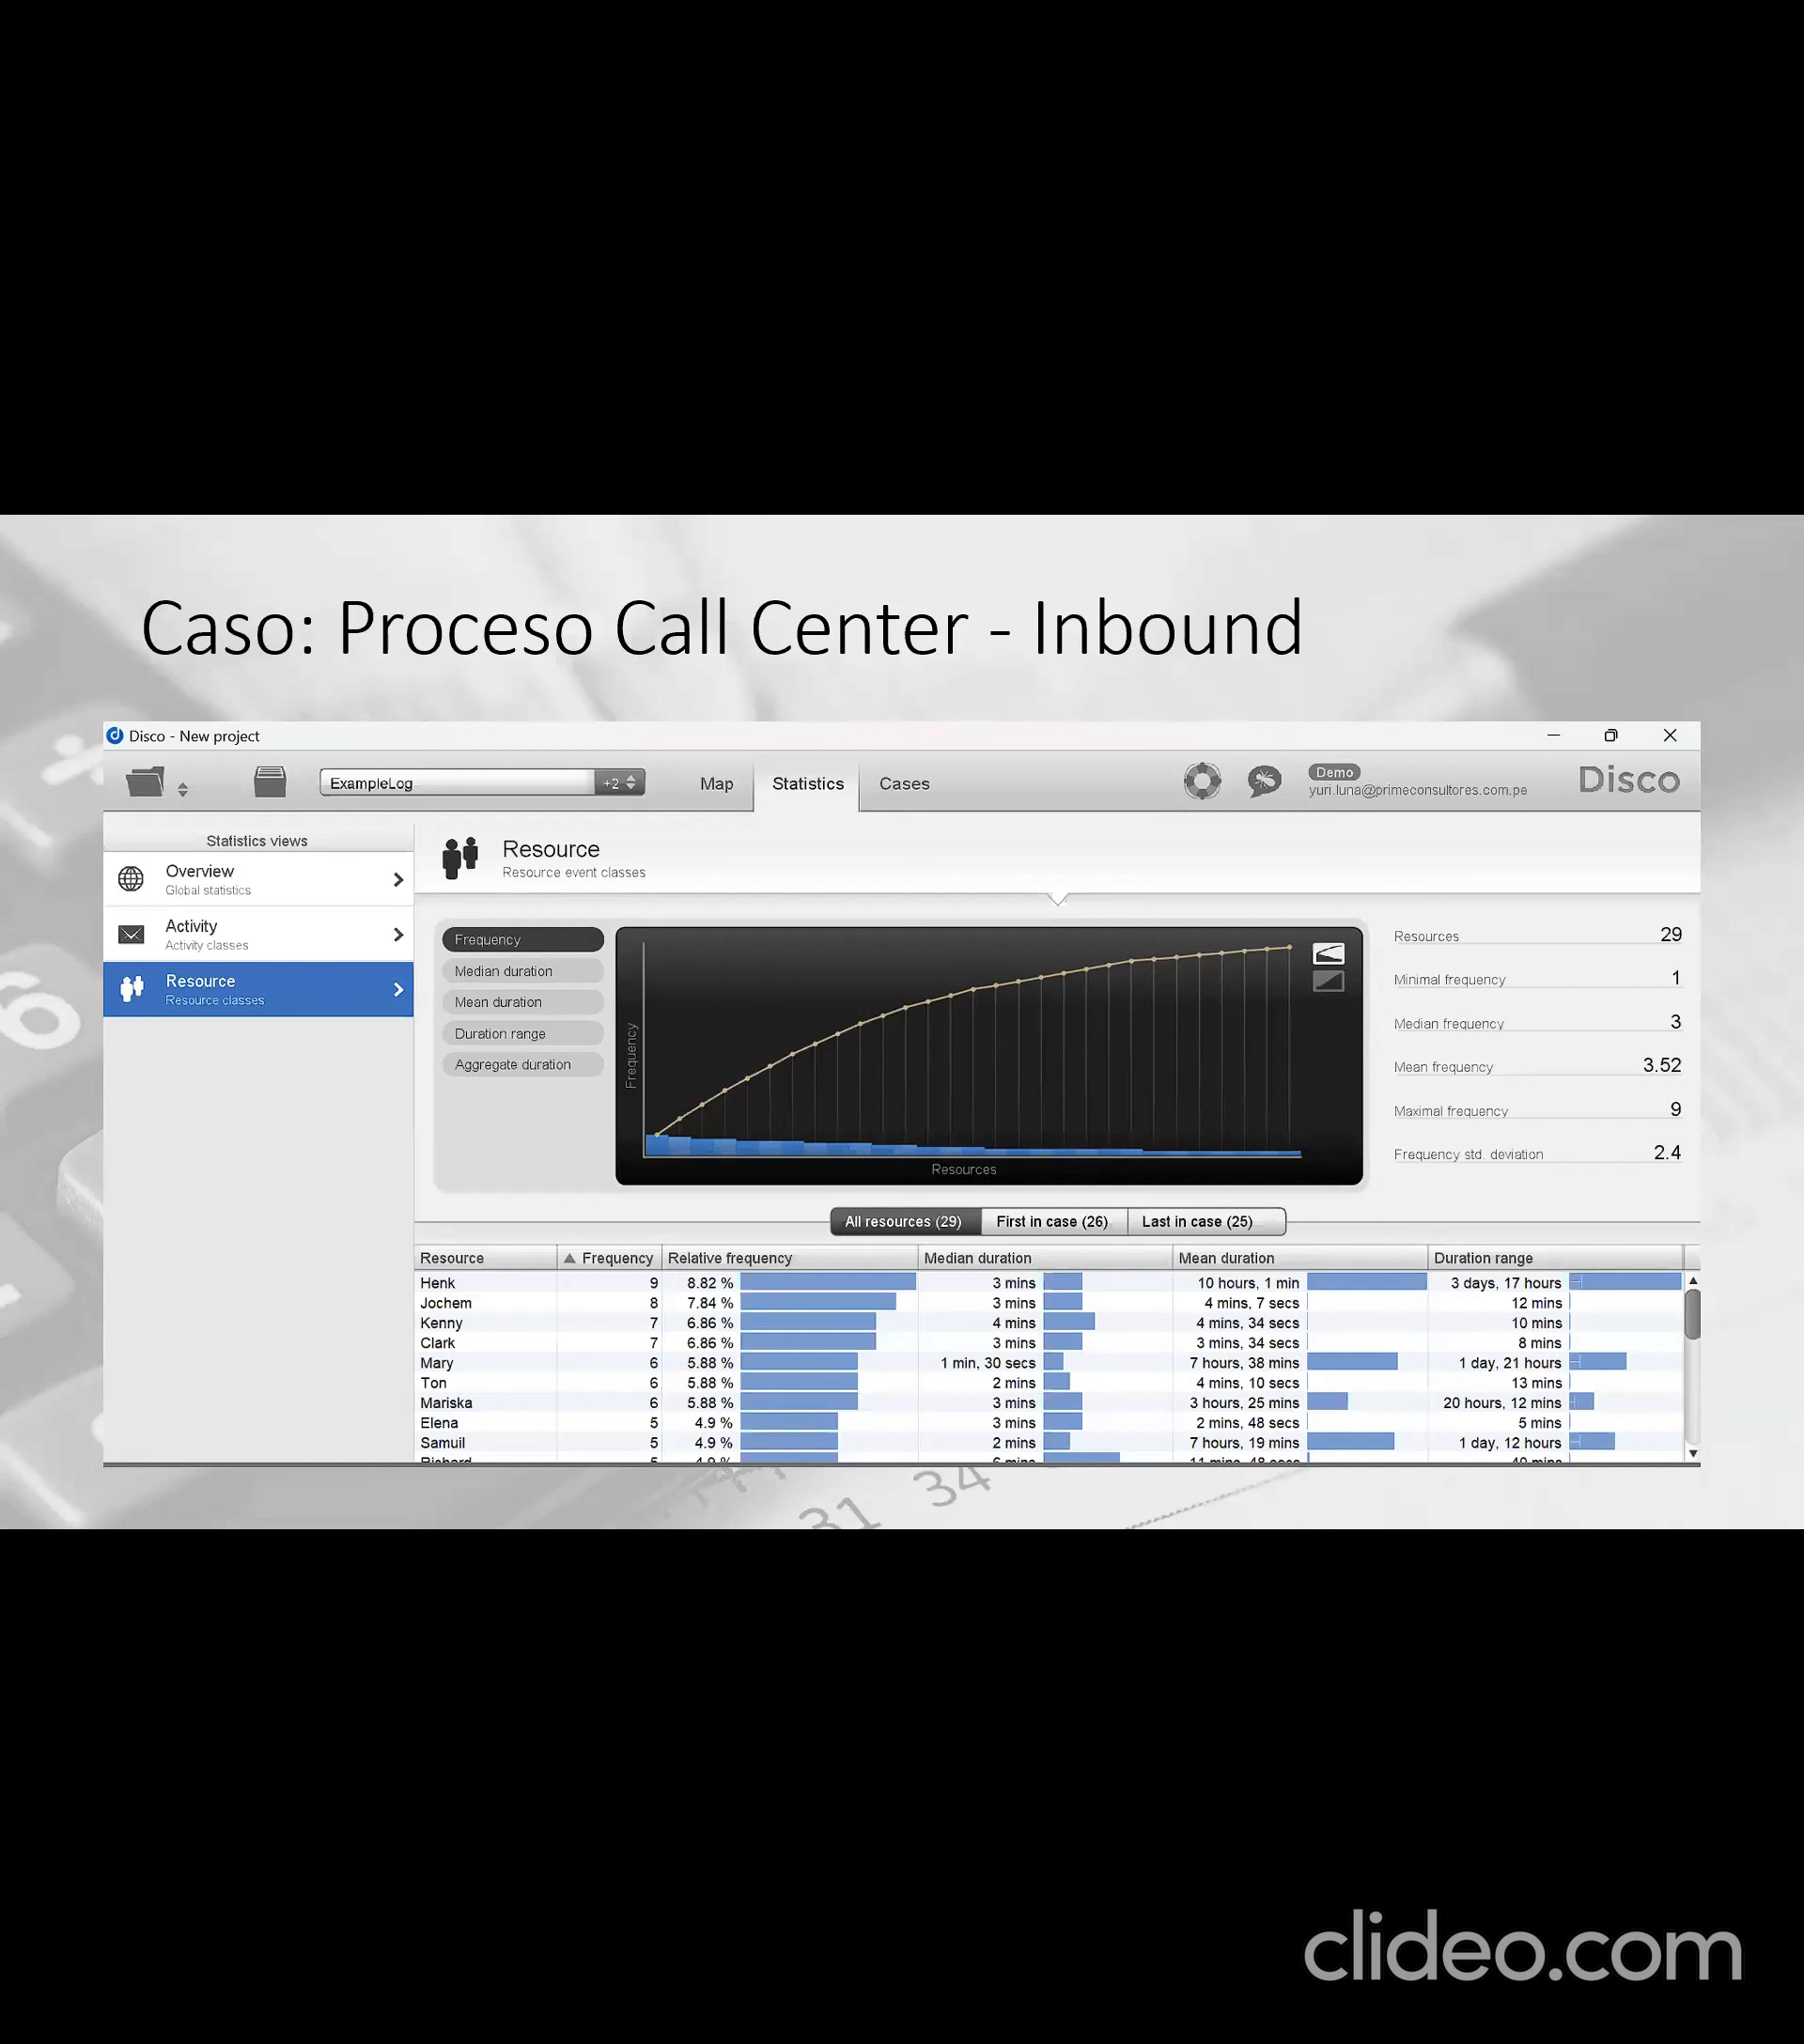 Caso: Proceso Call Center - Inbound
Disco - New project
ExampleLog
+2
Map
Statistics
Cases
Demo
yuri.luna@primeconsultores.com.pe
Disco
Statistics views
Overview
Global statistics
Activity
Activity classes
Resource
Resource classes
Resource
Resource event classes
Frequency
Median duration
Mean duration
Duration range
Aggregate duration
Frequency
Resources
Resources 29
Minimal frequency 1
Median frequency 3
Mean frequency 3.52
Maximal frequency 9
Frequency std. deviation 2.4
All resources (29) First in case (26) Last in case (25)
Resource Frequency Relative frequency Median duration Mean duration Duration range
Henk 9 8.82 % 3 mins 10 hours, 1 min 3 days, 17 hours
Jochem 8 7.84 % 3 mins 4 mins, 7 secs 12 mins
Kenny 7 6.86 % 4 mins 4 mins, 34 secs 10 mins
Clark 7 6.86 % 3 mins 3 mins, 34 secs 8 mins
Mary 6 5.88 % 1 min, 30 secs 7 hours, 38 mins 1 day, 21 hours
Ton 6 5.88 % 2 mins 4 mins, 10 secs 13 mins
Mariska 6 5.88 % 3 mins 3 hours, 25 mins 20 hours, 12 mins
Elena 5 4.9 % 3 mins 2 mins, 48 secs 5 mins
Samuil 5 4.9 % 2 mins 7 hours, 19 mins 1 day, 12 hours
6
31 34
clideo.com